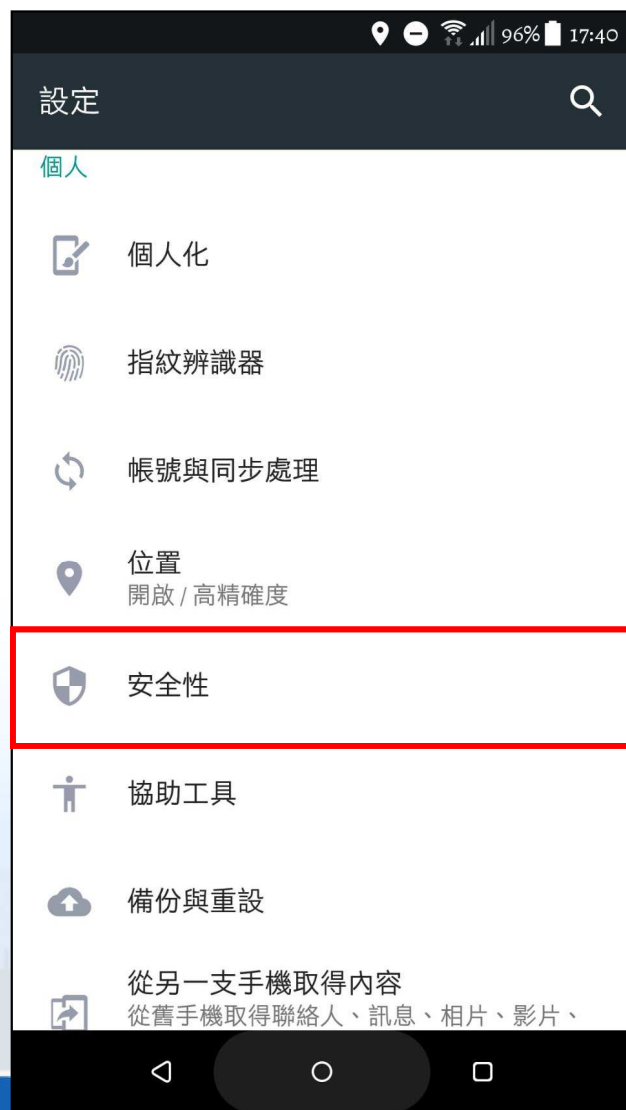 96% 17:40
設定
個人
個人化
指紋辨識器
帳號與同步處理
位置
開啟 / 高精確度
安全性
協助工具
備份與重設
從另一支手機取得內容
從舊手機取得聯絡人、訊息、相片、影片、